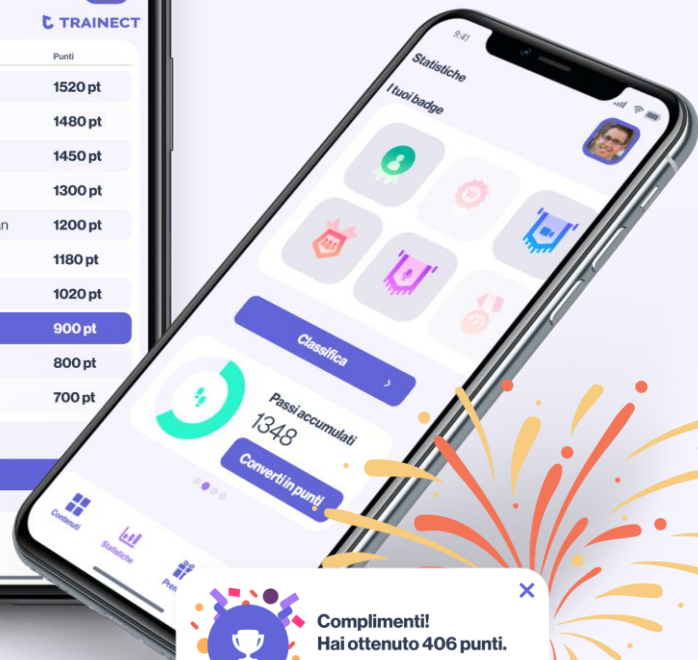 TRAINECT
Punti
1520 pt
1480 pt
1450 pt
1300 pt
1200 pt
1180 pt
1020 pt
900 pt
800 pt
700 pt
9:41
Statistiche
I tuoi badge
W
Classifica
Passi accumulati
1348
Converti in punti
Contenuti
Statistiche
Complimenti!
Hai ottenuto 406 punti.